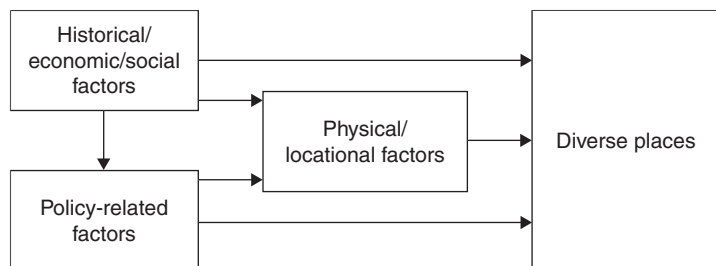 Historical/
economic/social
factors
Physical/
locational factors
Diverse places
Policy-related
factors